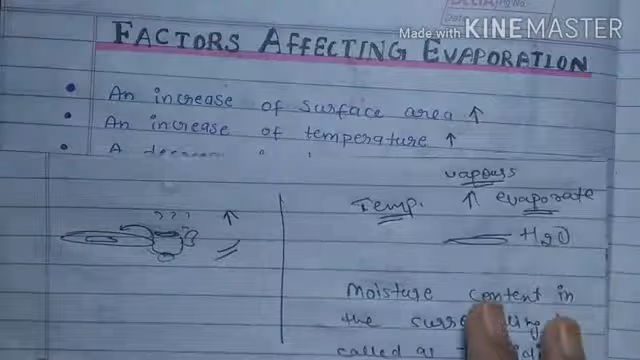 Made with KINEMASTER
FACTORS AFFECTING EVAPORATION
• An increase of surface area ↑
• An increase of temperature ↑
• A
vapours
Temp. ↑ evaporate
H2O
? ? ? ↑
Moisture content in
the
called as